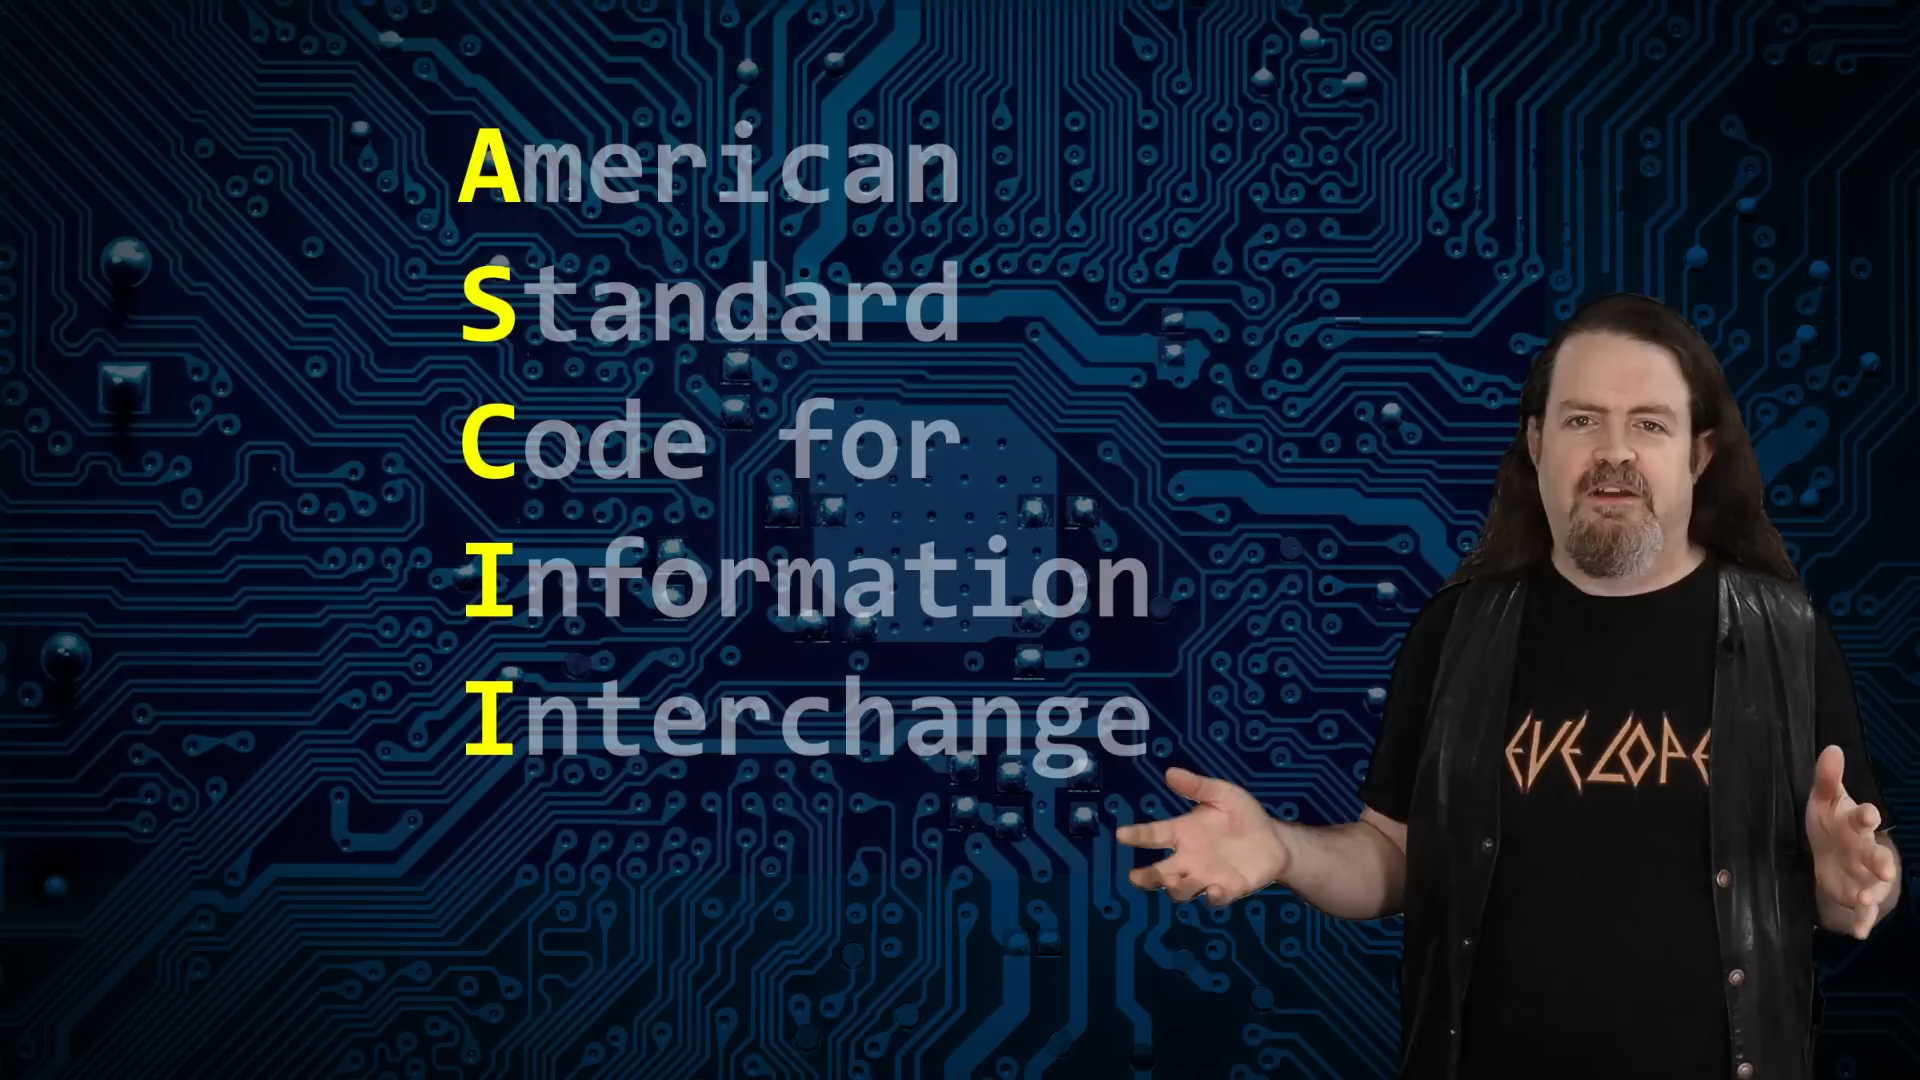 American
Standard
Code for
Information
Interchange
EVELOPE